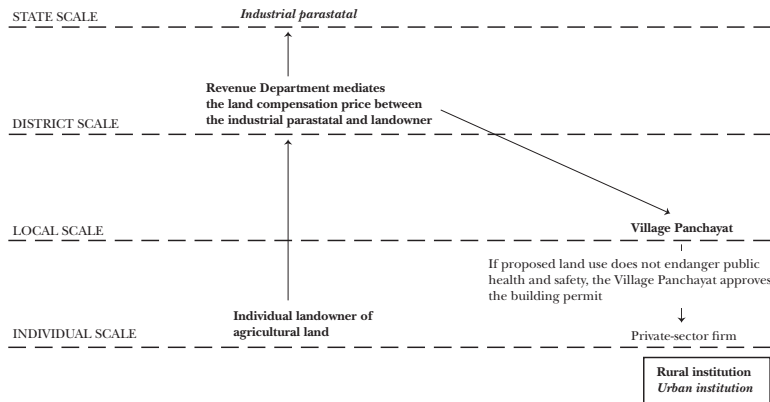 STATE SCALE
Industrial parastatal
Revenue Department mediates
the land compensation price between
the industrial parastatal and landowner
DISTRICT SCALE
LOCAL SCALE
Village Panchayat
If proposed land use does not endanger public
health and safety, the Village Panchayat approves
the building permit
Individual landowner of
agricultural land
INDIVIDUAL SCALE
Private-sector firm
Rural institution
Urban institution